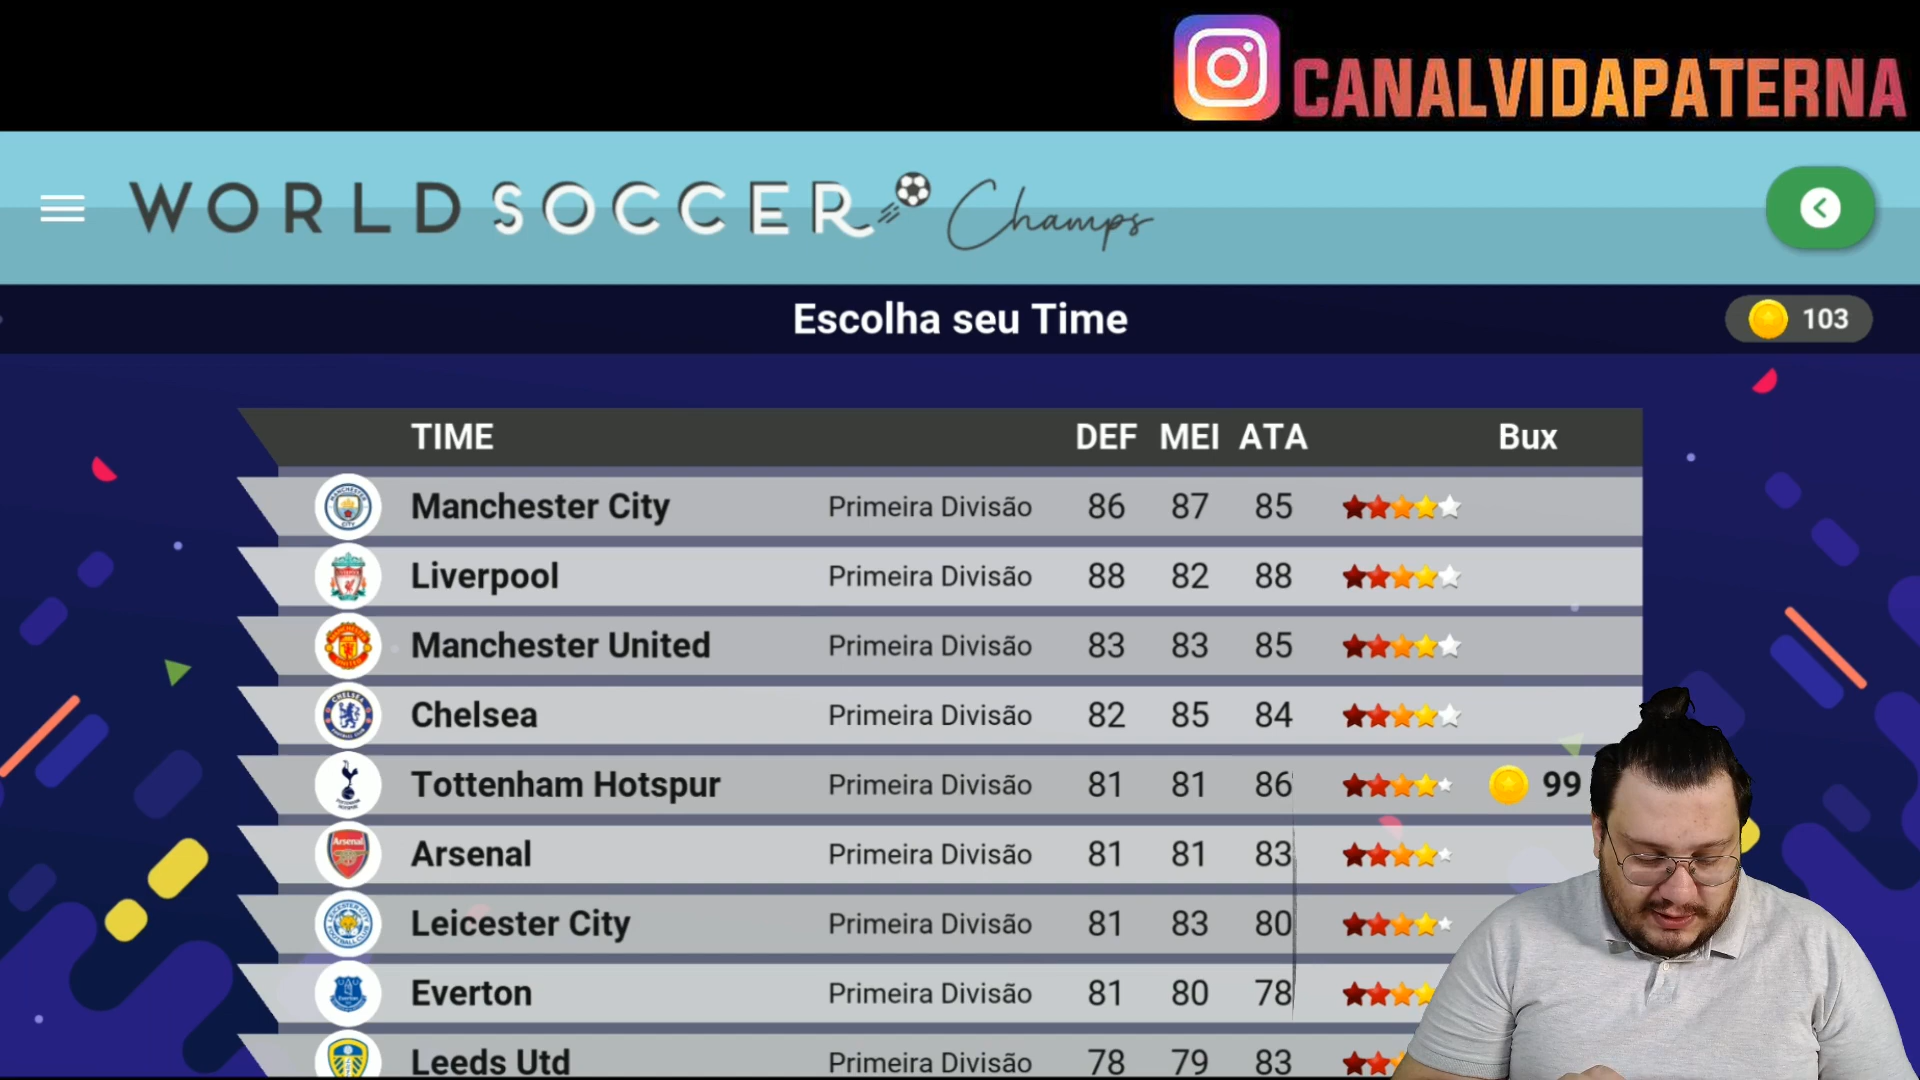 CANALVIDAPATERNA
WORLD SOCCER Champs
Escolha seu Time
103
TIME DEF MEI ATA Bux
Manchester City Primeira Divisão 86 87 85
Liverpool Primeira Divisão 88 82 88
Manchester United Primeira Divisão 83 83 85
Chelsea Primeira Divisão 82 85 84
Tottenham Hotspur Primeira Divisão 81 81 86 99
Arsenal Primeira Divisão 81 81 83
Leicester City Primeira Divisão 81 83 80
Everton Primeira Divisão 81 80 78
Leeds Utd Primeira Divisão 78 79 83